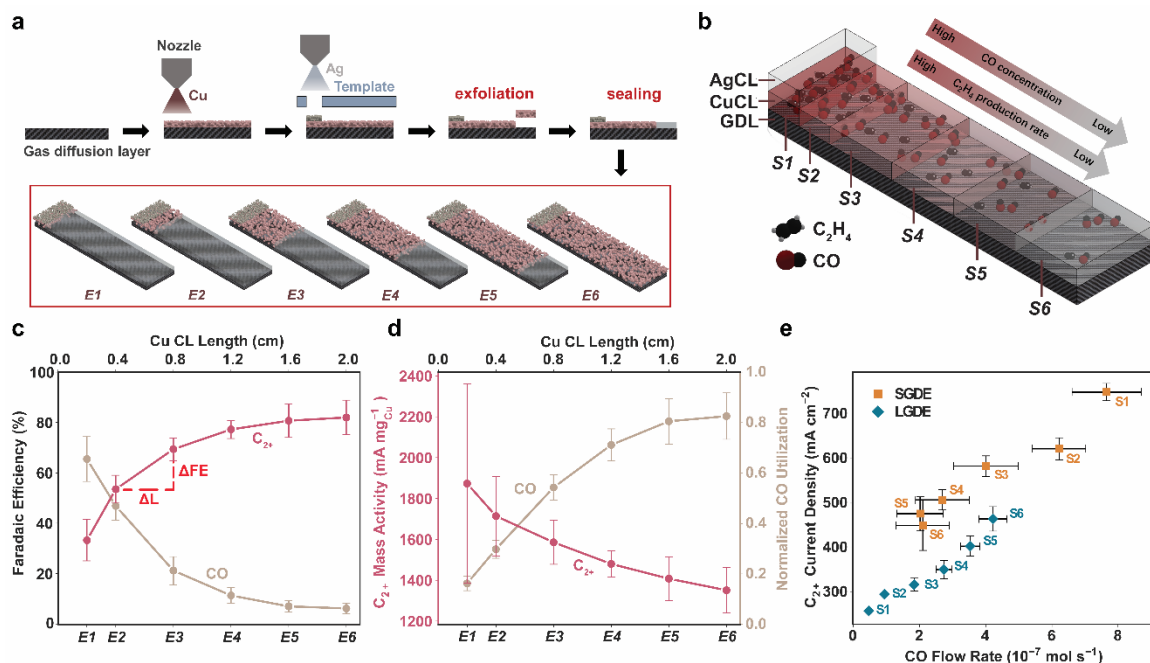 a
Nozzle
Cu
Ag
Template
exfoliation
sealing
Gas diffusion layer
E1 E2 E3 E4 E5 E6
b
High CO concentration Low
High C₂H₄ production rate Low
AgCL
CuCL
GDL
S1
S2
S3
S4
S5
S6
C₂H₄
CO
c
Cu CL Length (cm)
0.0 0.4 0.8 1.2 1.6 2.0
Faradaic Efficiency (%)
100
80
60
40
20
0
C₂₊
ΔFE
ΔL
CO
E1 E2 E3 E4 E5 E6
d
Cu CL Length (cm)
0.0 0.4 0.8 1.2 1.6 2.0
C₂₊ Mass Activity (mA mg⁻¹Cu)
2400
2200
2000
1800
1600
1400
1200
CO
C₂₊
1.0
0.8
0.6
0.4
0.2
0.0
Normalized CO Utilization
E1 E2 E3 E4 E5 E6
e
SGDE
LGDE
C₂₊ Current Density (mA cm⁻²)
700
600
500
400
300
S1
S2
S3
S4
S5
S6
S6
S5
S4
S3
S2
S1
0 2 4 6 8
CO Flow Rate (10⁻⁷ mol s⁻¹)